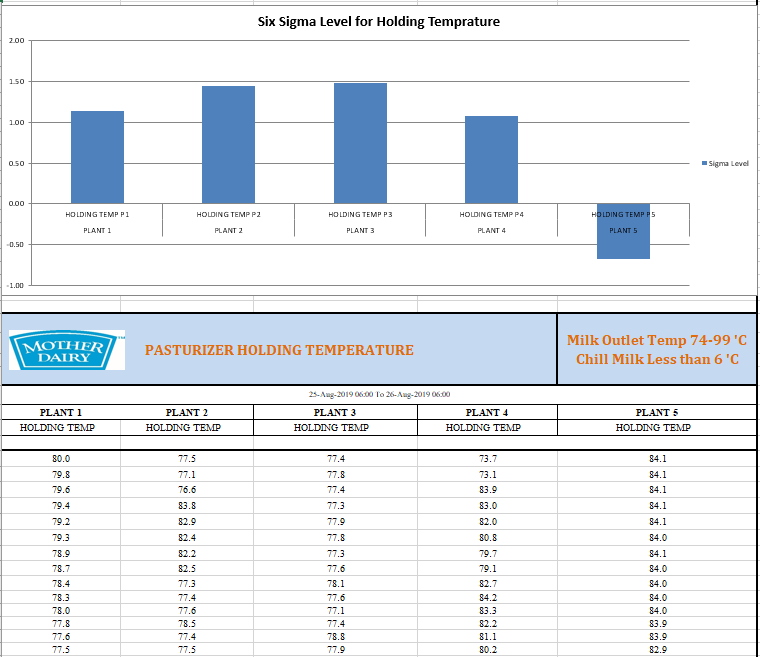 Six Sigma Level for Holding Temprature
2.00
1.50
1.00
0.50
0.00
-0.50
-1.00
HOLDING TEMP P1 HOLDING TEMP P2 HOLDING TEMP P3 HOLDING TEMP P4 HOLDING TEMP P5
PLANT 1 PLANT 2 PLANT 3 PLANT 4 PLANT 5
Sigma Level
MOTHER DAIRY TM
PASTURIZER HOLDING TEMPERATURE
Milk Outlet Temp 74-99 'C
Chill Milk Less than 6 'C
25-Aug-2019 06:00 To 26-Aug-2019 06:00
PLANT 1 PLANT 2 PLANT 3 PLANT 4 PLANT 5
HOLDING TEMP HOLDING TEMP HOLDING TEMP HOLDING TEMP HOLDING TEMP
80.0 77.5 77.4 73.7 84.1
79.8 77.1 77.8 73.1 84.1
79.6 76.6 77.4 83.9 84.1
79.4 83.8 77.3 83.0 84.1
79.2 82.9 77.9 82.0 84.1
79.3 82.4 77.8 80.8 84.0
78.9 82.2 77.3 79.7 84.1
78.7 82.5 77.6 79.1 84.0
78.4 77.3 78.1 82.7 84.0
78.3 77.4 77.6 84.2 84.0
78.0 77.6 77.1 83.3 84.0
77.8 78.5 77.4 82.2 83.9
77.6 77.4 78.8 81.1 83.9
77.5 77.5 77.9 80.2 82.9